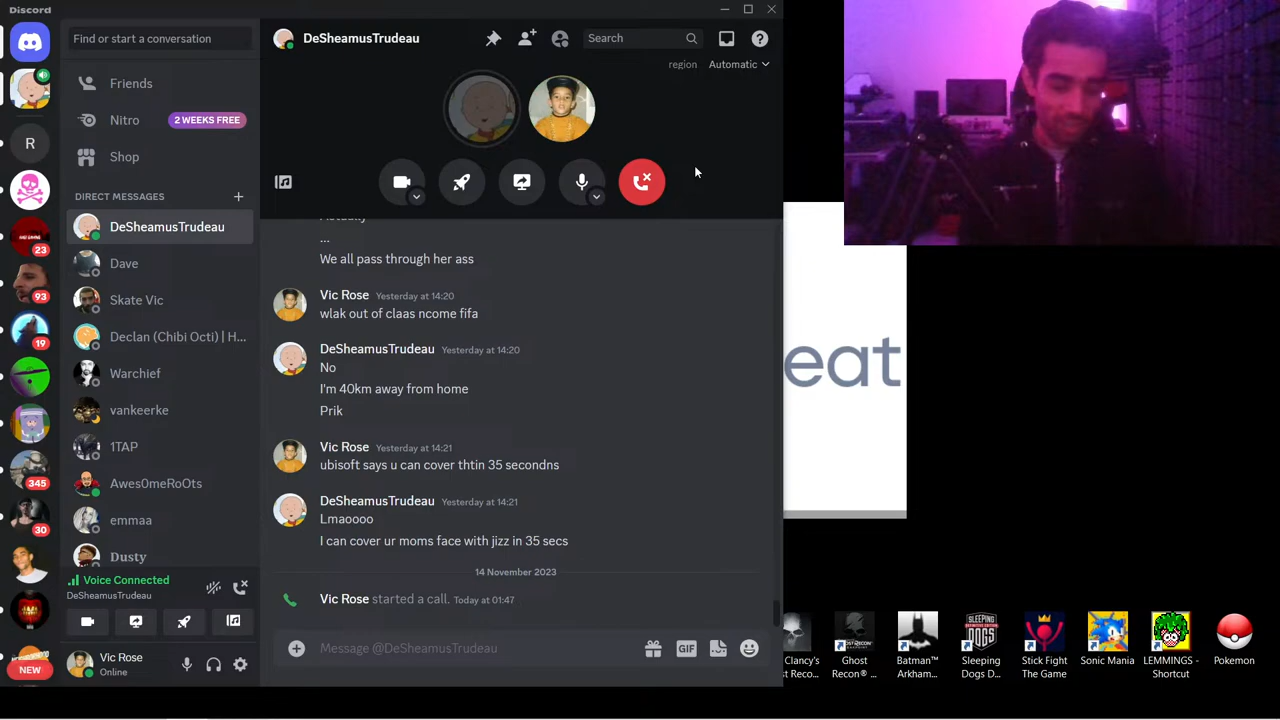 Discord
Find or start a conversation
Friends
Nitro
2 WEEKS FREE
Shop
DIRECT MESSAGES
DeSheamusTrudeau
Dave
Skate Vic
Declan (Chibi Octi) | H...
Warchief
vankeerke
1TAP
Awes0meRoOts
emmaa
Dusty
Voice Connected
DeSheamusTrudeau
Vic Rose
Online
R
23
93
19
345
30
NEW
DeSheamusTrudeau
Search
region
Automatic
...
We all pass through her ass
Vic Rose Yesterday at 14:20
wlak out of claas ncome fifa
DeSheamusTrudeau Yesterday at 14:20
No
I'm 40km away from home
Prik
Vic Rose Yesterday at 14:21
ubisoft says u can cover thtin 35 secondns
DeSheamusTrudeau Yesterday at 14:21
Lmaoooo
I can cover ur moms face with jizz in 35 secs
14 November 2023
Vic Rose started a call. Today at 01:47
Message @DeSheamusTrudeau
GIF
eat
Clancy's
st Reco...
Ghost
Recon® ...
Batman™
Arkham...
Sleeping
Dogs D...
Stick Fight
The Game
Sonic Mania
LEMMINGS -
Shortcut
Pokemon